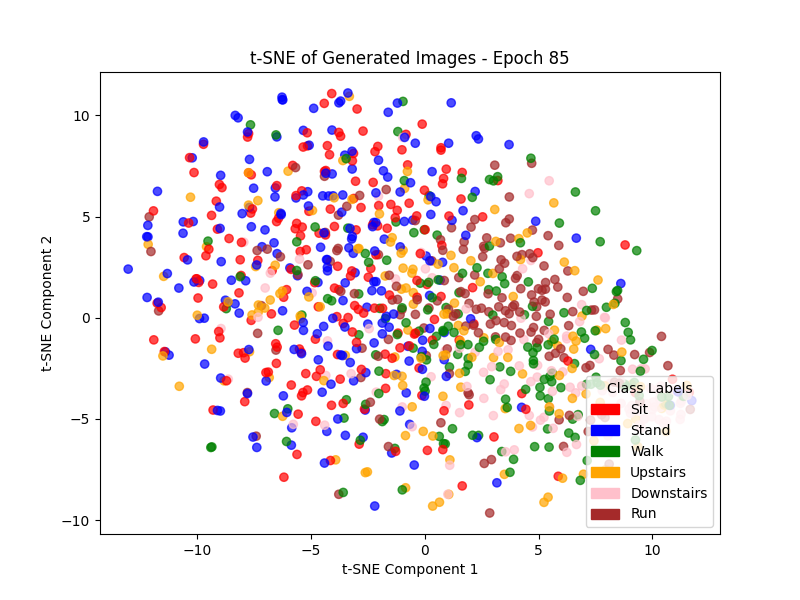 t-SNE of Generated Images - Epoch 85
10
5
0
−5
−10
t-SNE Component 2
−10
−5
0
5
10
t-SNE Component 1
Class Labels
Sit
Stand
Walk
Upstairs
Downstairs
Run